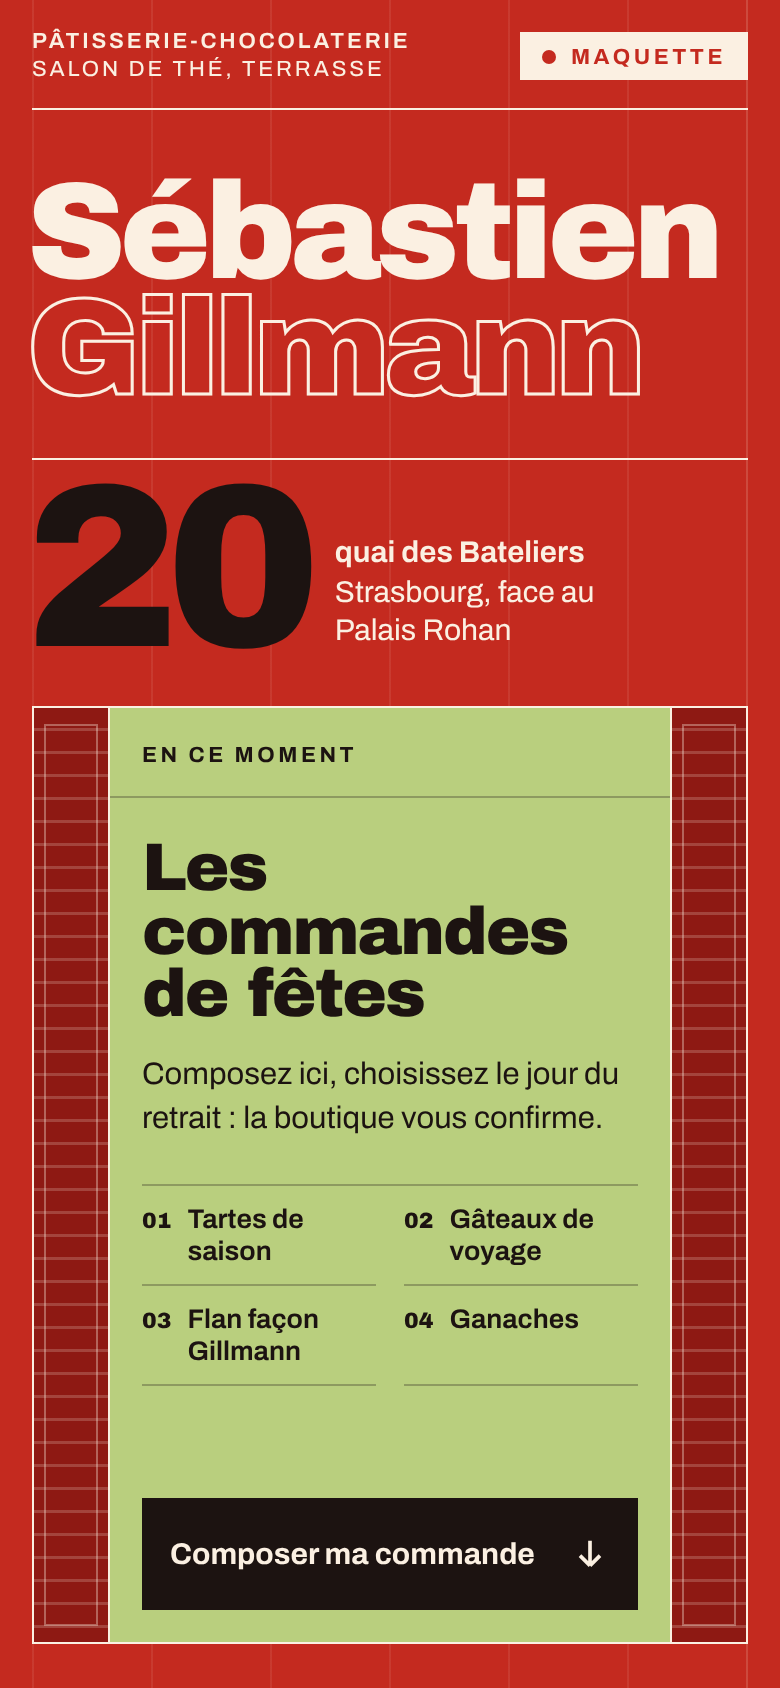 PÂTISSERIE-CHOCOLATERIE
SALON DE THÉ, TERRASSE
MAQUETTE
Sébastien
Gillmann
20
quai des Bateliers
Strasbourg, face au
Palais Rohan
EN CE MOMENT
Les
commandes
de fêtes
Composez ici, choisissez le jour du
retrait : la boutique vous confirme.
01 Tartes de
saison
02 Gâteaux de
voyage
03 Flan façon
Gillmann
04 Ganaches
Composer ma commande ↓